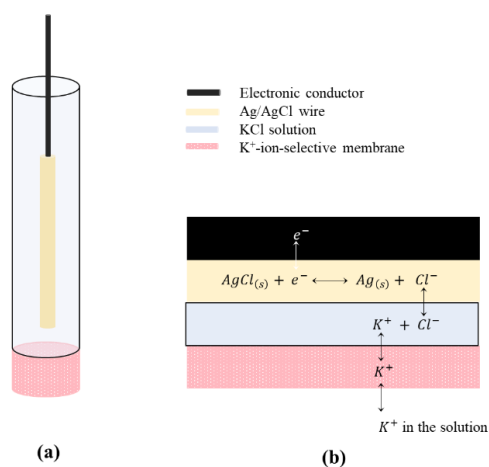 Electronic conductor
Ag/AgCl wire
KCl solution
K⁺-ion-selective membrane
e⁻
AgCl₍ₛ₎ + e⁻ ⟷ Ag₍ₛ₎ + Cl⁻
K⁺ + Cl⁻
K⁺
K⁺ in the solution
(a)
(b)